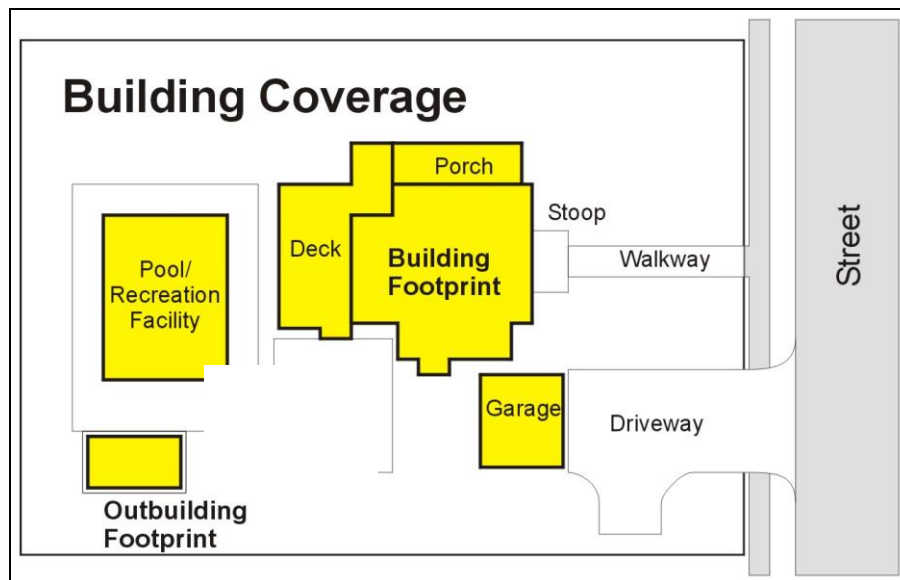 Building Coverage
Porch
Stoop
Deck
Building
Footprint
Walkway
Street
Pool/
Recreation
Facility
Garage
Driveway
Outbuilding
Footprint